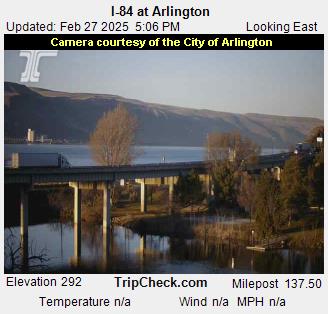 I-84 at Arlington
Updated: Feb 27 2025 5:06 PM Looking East
Camera courtesy of the City of Arlington
Elevation 292 TripCheck.com Milepost 137.50
Temperature n/a Wind n/a MPH n/a